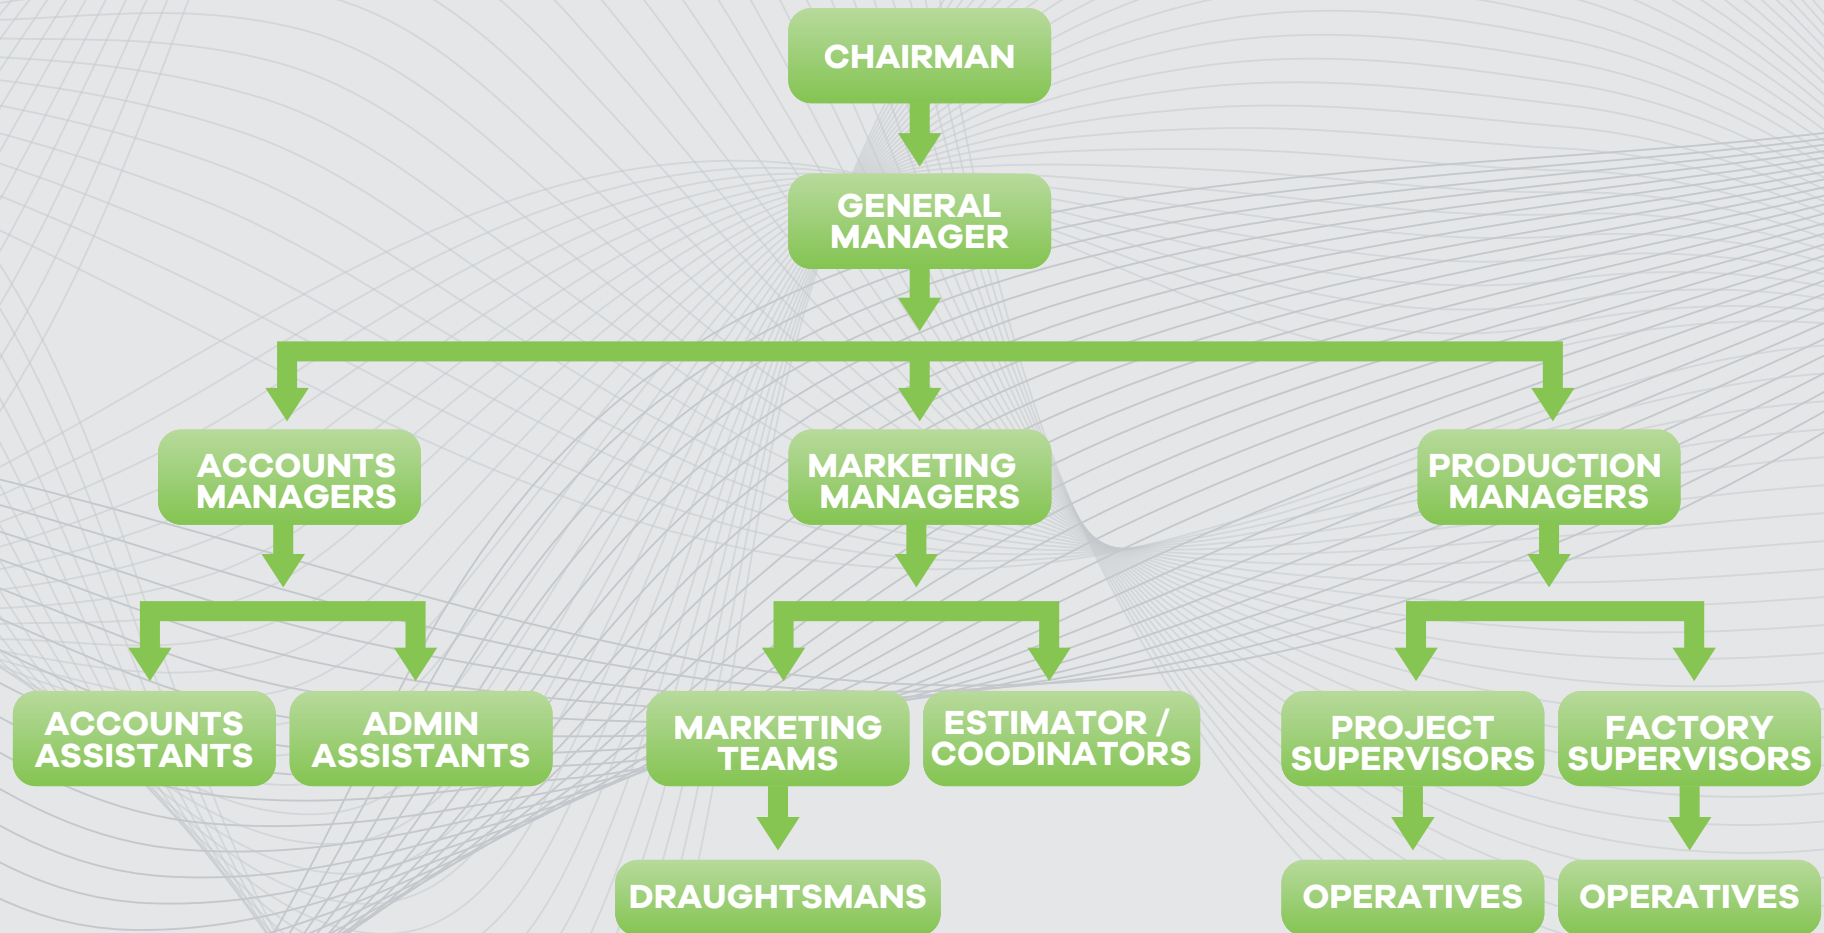 CHAIRMAN
GENERAL
MANAGER
ACCOUNTS
MANAGERS
MARKETING
MANAGERS
PRODUCTION
MANAGERS
ACCOUNTS
ASSISTANTS
ADMIN
ASSISTANTS
MARKETING
TEAMS
ESTIMATOR /
COODINATORS
PROJECT
SUPERVISORS
FACTORY
SUPERVISORS
DRAUGHTSMANS
OPERATIVES
OPERATIVES